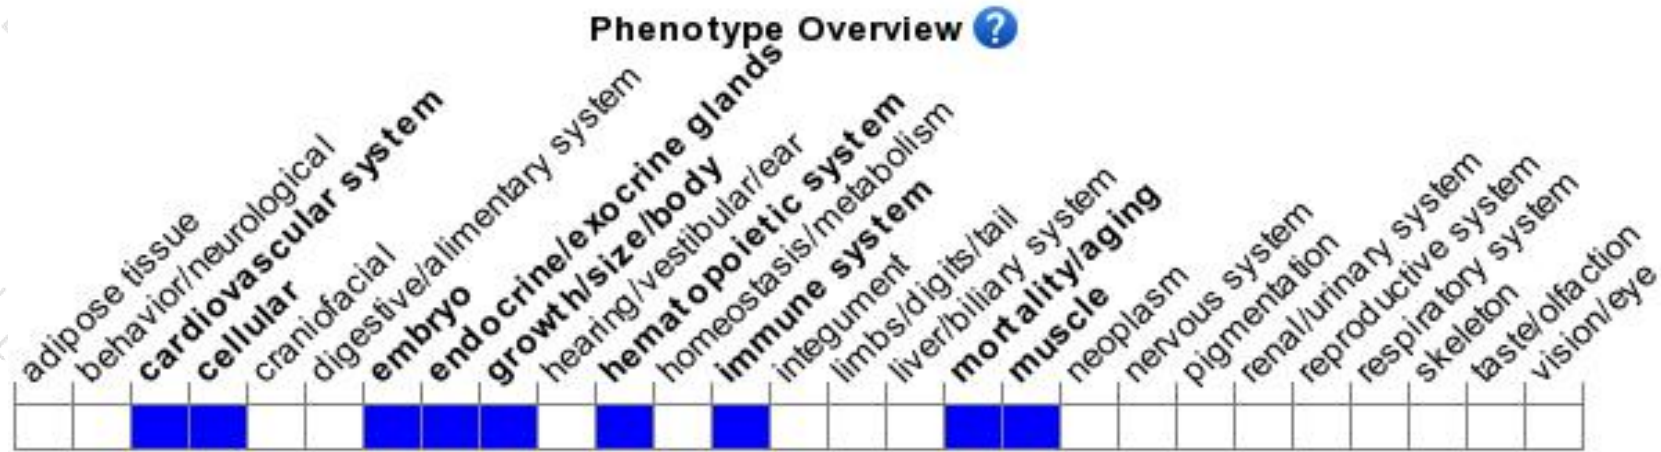 Phenotype Overview ?
adipose tissue
behavior/neurological
cardiovascular system
cellular
craniofacial
digestive/alimentary system
embryo
endocrine/exocrine glands
growth/size/body
hearing/vestibular/ear
hematopoietic system
homeostasis/metabolism
immune system
integument
limbs/digits/tail
liver/biliary system
mortality/aging
muscle
neoplasm
nervous system
pigmentation
renal/urinary system
reproductive system
respiratory system
skeleton
taste/olfaction
vision/eye